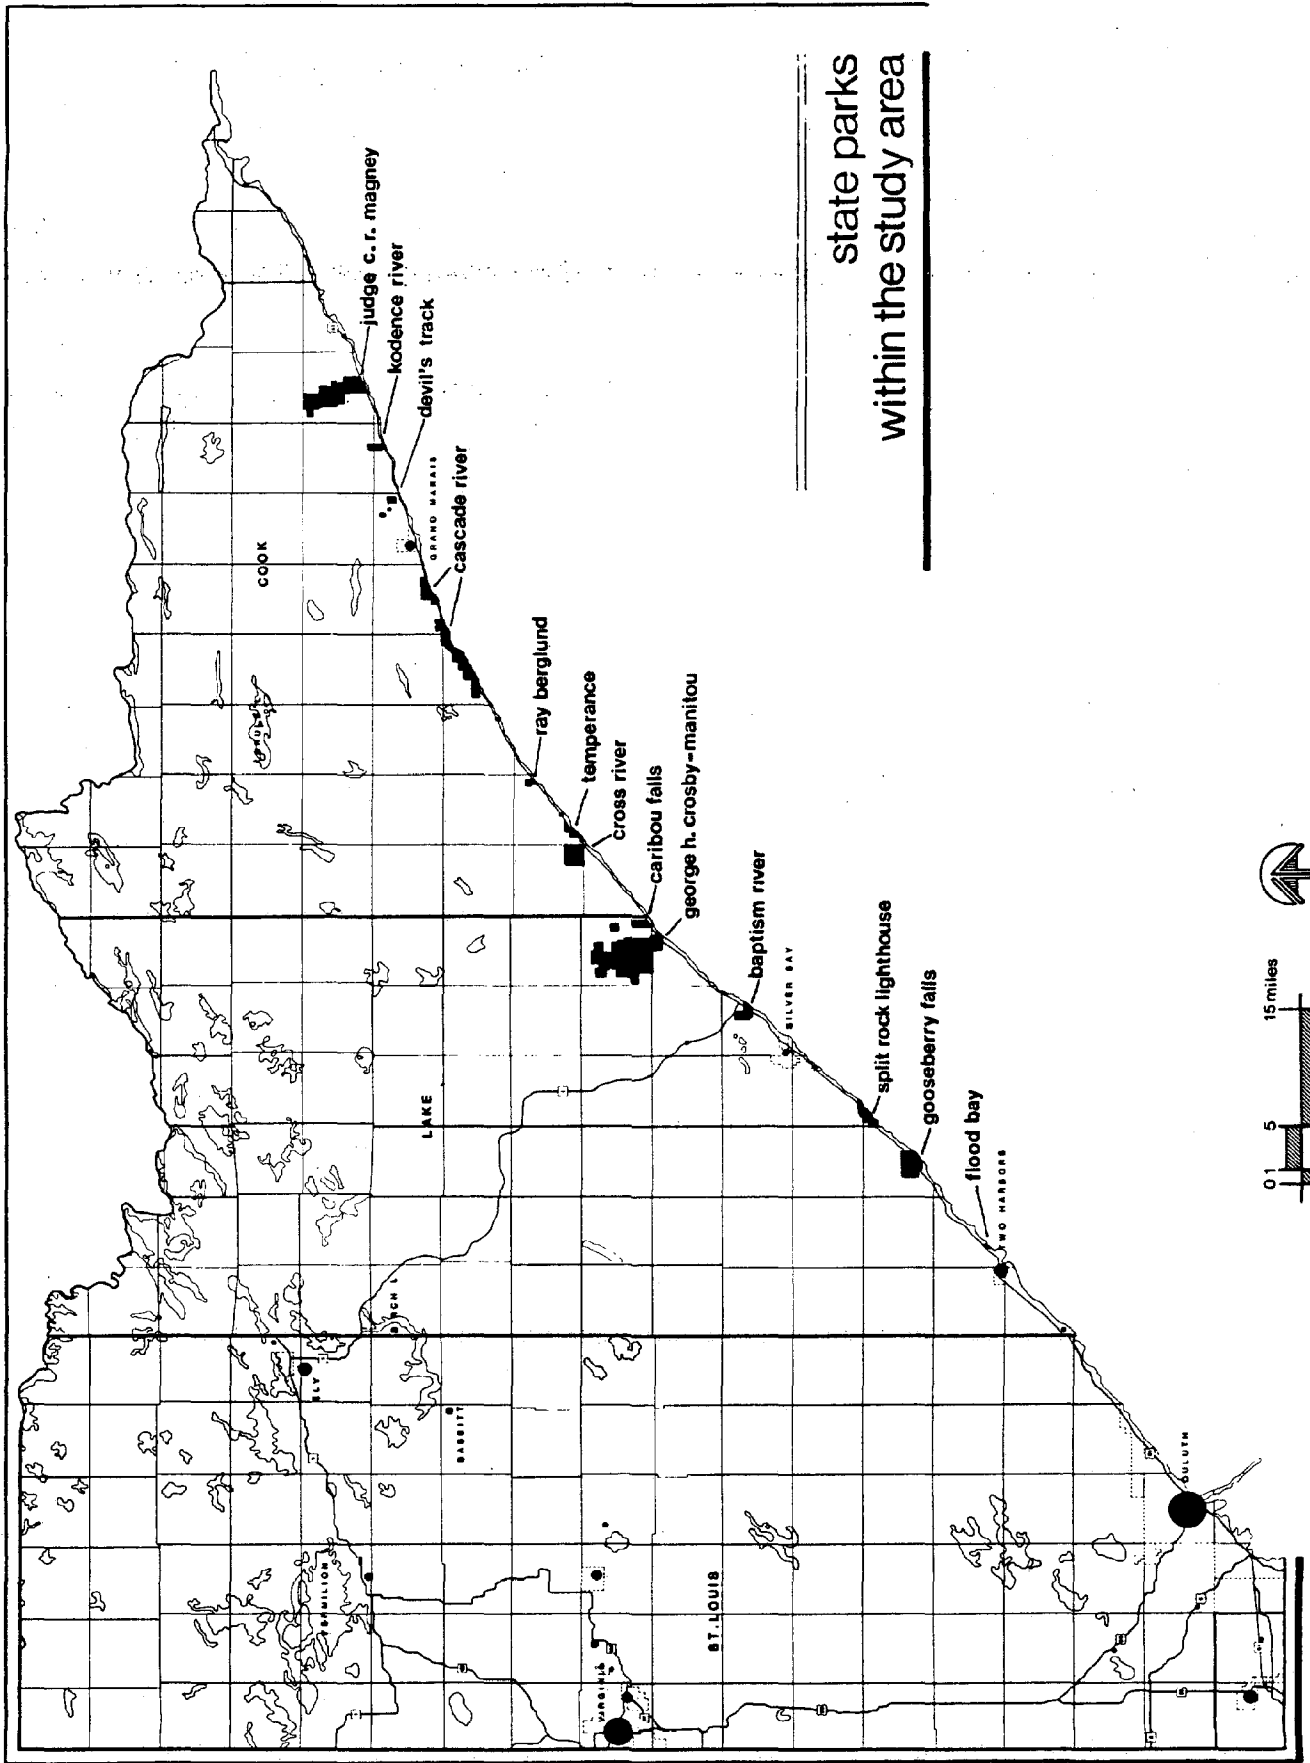 state parks
within the study area
judge c. r. magney
kodence river
devil's track
GRAND MARAIS
cascade river
COOK
ray berglund
temperance
cross river
caribou falls
george h. crosby-manitou
baptism river
SILVER BAY
split rock lighthouse
gooseberry falls
flood bay
TWO HARBORS
LAKE
ELY
BABBITT
DULUTH
ST. LOUIS
0 1 5 15 miles